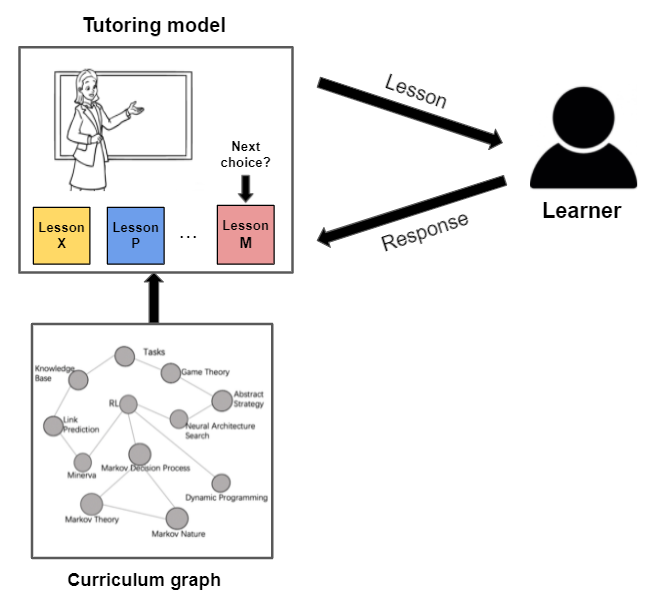 Tutoring model
Next
choice?
Lesson
X
Lesson
P
...
Lesson
M
Lesson
Response
Learner
Tasks
Knowledge
Base
Game Theory
Abstract
Strategy
RL
Link
Prediction
Neural Architecture
Search
Minerva
Markov Decision Process
Dynamic Programming
Markov Theory
Markov Nature
Curriculum graph